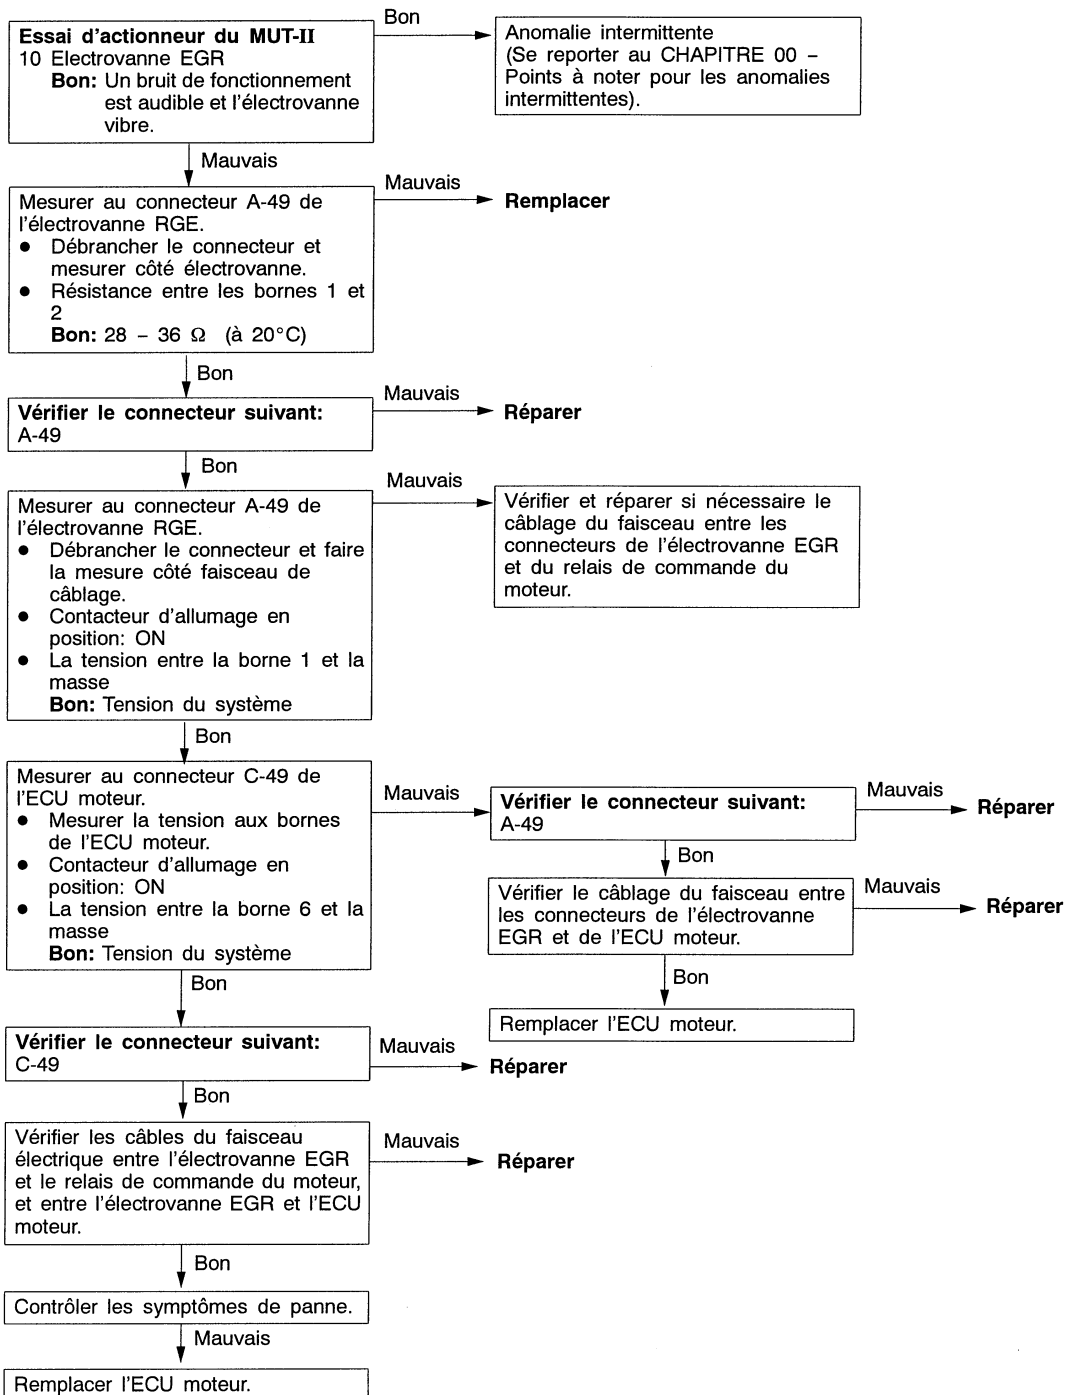 Essai d'actionneur du MUT-II
10 Electrovanne EGR
Bon: Un bruit de fonctionnement
est audible et l'électrovanne
vibre.
Bon
Anomalie intermittente
(Se reporter au CHAPITRE 00 –
Points à noter pour les anomalies
intermittentes).
Mauvais
Mesurer au connecteur A-49 de
l'électrovanne RGE.
● Débrancher le connecteur et
mesurer côté électrovanne.
● Résistance entre les bornes 1 et
2
Bon: 28 – 36 Ω (à 20°C)
Mauvais
Remplacer
Bon
Vérifier le connecteur suivant:
A-49
Mauvais
Réparer
Bon
Mesurer au connecteur A-49 de
l'électrovanne RGE.
● Débrancher le connecteur et faire
la mesure côté faisceau de
câblage.
● Contacteur d'allumage en
position: ON
● La tension entre la borne 1 et la
masse
Bon: Tension du système
Mauvais
Vérifier et réparer si nécessaire le
câblage du faisceau entre les
connecteurs de l'électrovanne EGR
et du relais de commande du
moteur.
Bon
Mesurer au connecteur C-49 de
l'ECU moteur.
● Mesurer la tension aux bornes
de l'ECU moteur.
● Contacteur d'allumage en
position: ON
● La tension entre la borne 6 et la
masse
Bon: Tension du système
Mauvais
Vérifier le connecteur suivant:
A-49
Mauvais
Réparer
Bon
Vérifier le câblage du faisceau entre
les connecteurs de l'électrovanne
EGR et de l'ECU moteur.
Mauvais
Réparer
Bon
Remplacer l'ECU moteur.
Bon
Vérifier le connecteur suivant:
C-49
Mauvais
Réparer
Bon
Vérifier les câbles du faisceau
électrique entre l'électrovanne EGR
et le relais de commande du moteur,
et entre l'électrovanne EGR et l'ECU
moteur.
Mauvais
Réparer
Bon
Contrôler les symptômes de panne.
Mauvais
Remplacer l'ECU moteur.